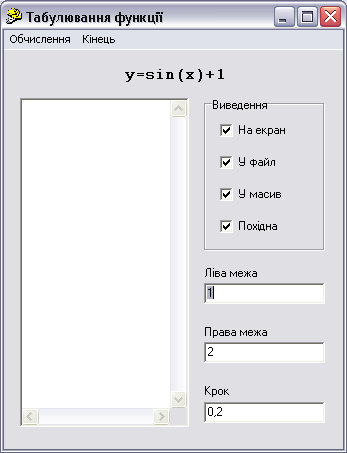 Табулювання функції
Обчислення Кінець
y=sin(x)+1
Виведення
На екран
У файл
У масив
Похідна
Ліва межа
1
Права межа
2
Крок
0,2